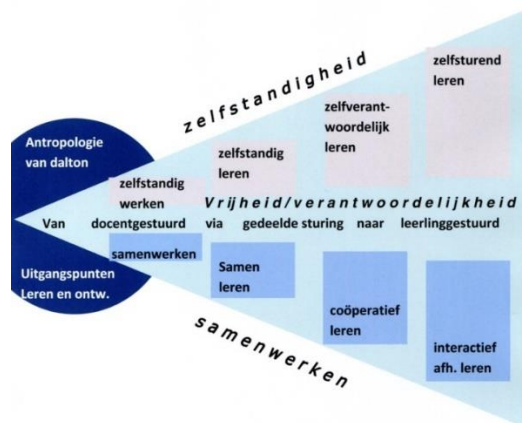 zelfstandigheid
zelfsturend
leren
zelfverant-
woordelijk
leren
Antropologie
van dalton
zelfstandig
leren
zelfstandig
werken
Vrijheid/verantwoordelijkheid
Van docentgestuurd via gedeelde sturing naar leerlinggestuurd
samenwerken
Uitgangspunten
Leren en ontw.
Samen
leren
coöperatief
leren
interactief
afh. leren
samenwerken